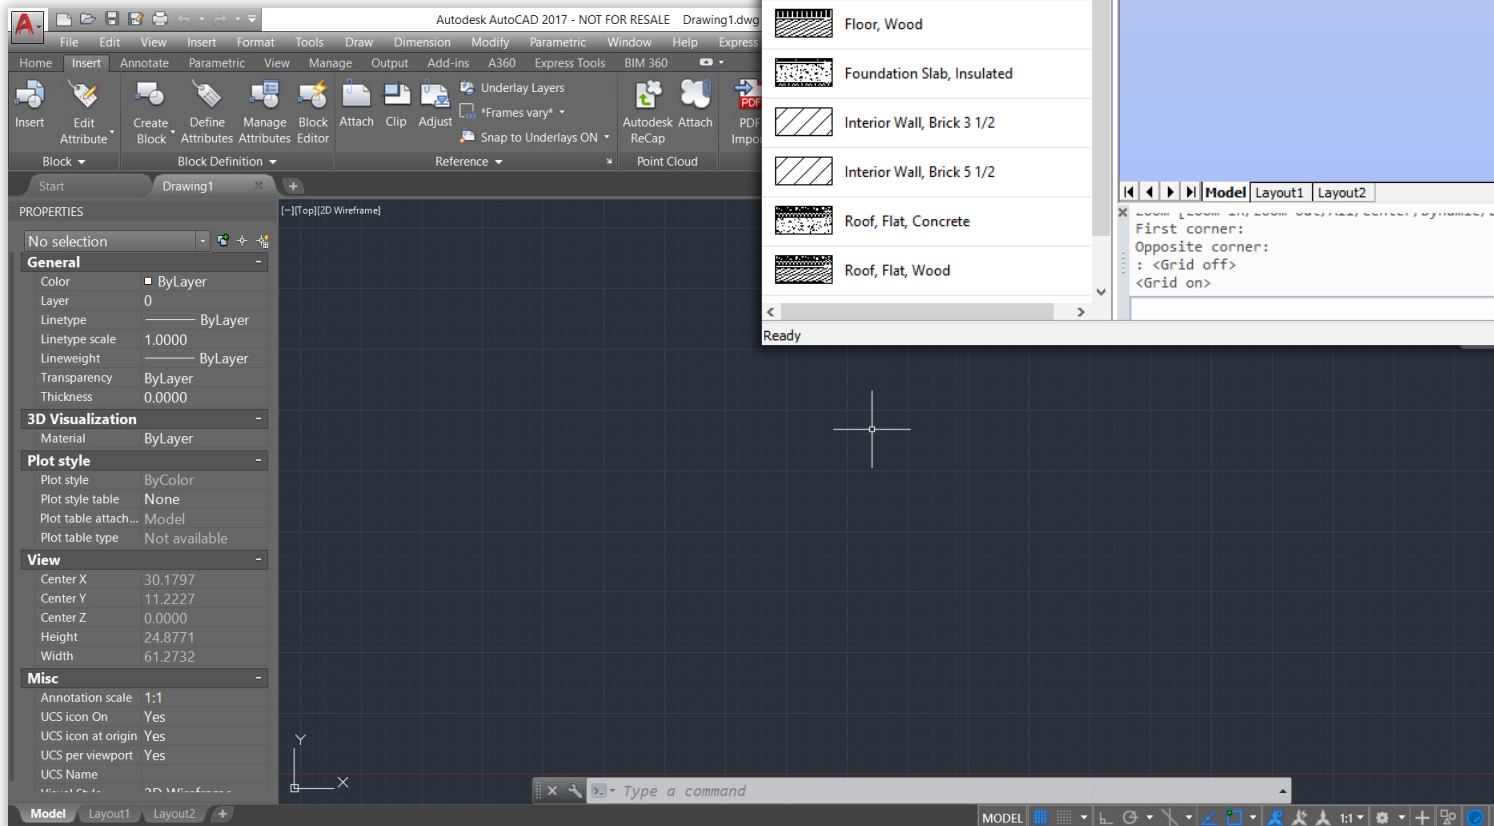 Autodesk AutoCAD 2017 - NOT FOR RESALE Drawing1.dwg
File Edit View Insert Format Tools Draw Dimension Modify Parametric Window Help Express
Home Insert Annotate Parametric View Manage Output Add-ins A360 Express Tools BIM 360
Underlay Layers
*Frames vary*
Snap to Underlays ON
Insert
Edit
Attribute
Create
Block
Define
Attributes
Manage
Attributes
Block
Editor
Attach Clip Adjust
Autodesk
ReCap
Attach
PDF
PDF
Impor
Block
Block Definition
Reference
Point Cloud
Start Drawing1
PROPERTIES
No selection
General
Color ByLayer
Layer 0
Linetype ByLayer
Linetype scale 1.0000
Lineweight ByLayer
Transparency ByLayer
Thickness 0.0000
3D Visualization
Material ByLayer
Plot style
Plot style ByColor
Plot style table None
Plot table attach... Model
Plot table type Not available
View
Center X 30.1797
Center Y 11.2227
Center Z 0.0000
Height 24.8771
Width 61.2732
Misc
Annotation scale 1:1
UCS icon On Yes
UCS icon at origin Yes
UCS per viewport Yes
UCS Name
[−][Top][2D Wireframe]
Floor, Wood
Foundation Slab, Insulated
Interior Wall, Brick 3 1/2
Interior Wall, Brick 5 1/2
Roof, Flat, Concrete
Roof, Flat, Wood
Ready
Model Layout1 Layout2
First corner:
Opposite corner:
: <Grid off>
<Grid on>
Y
X
Type a command
Model Layout1 Layout2
MODEL 1:1